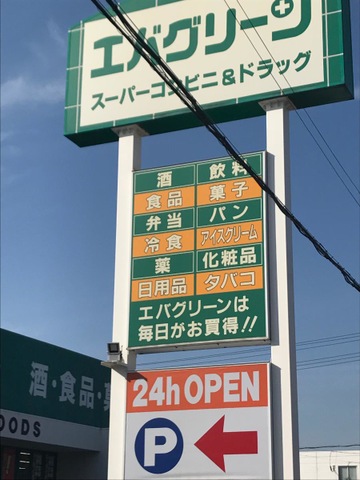 エバグリーン
スーパーコンビニ&ドラッグ
酒 飲料
食品 菓子
弁当 パン
冷食 アイスクリーム
薬 化粧品
日用品 タバコ
エバグリーンは
毎日がお買得!!
24h OPEN
P
酒・食品・
OODS